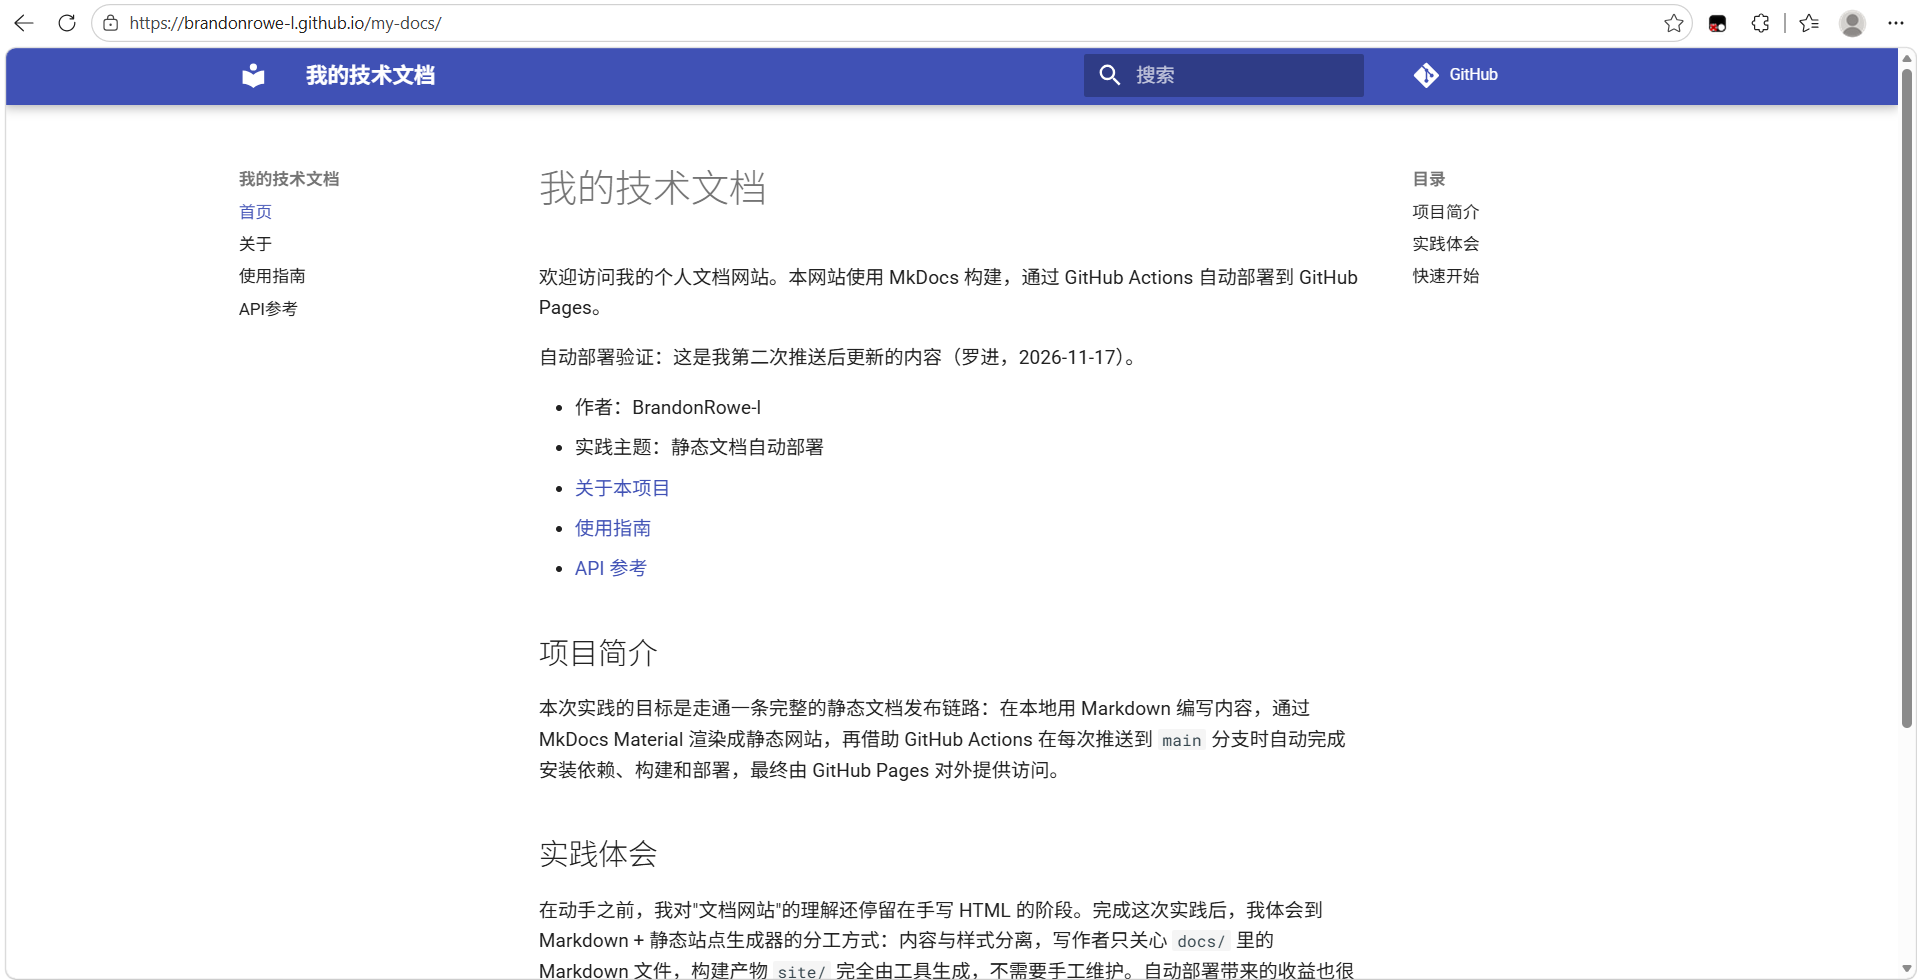 https://brandonrowe-l.github.io/my-docs/
我的技术文档
搜索
GitHub
我的技术文档
首页
关于
使用指南
API参考
我的技术文档
欢迎访问我的个人文档网站。本网站使用 MkDocs 构建，通过 GitHub Actions 自动部署到 GitHub
Pages。
自动部署验证：这是我第二次推送后更新的内容（罗进，2026-11-17）。
作者：BrandonRowe-l
实践主题：静态文档自动部署
关于本项目
使用指南
API 参考
项目简介
本次实践的目标是走通一条完整的静态文档发布链路：在本地用 Markdown 编写内容，通过
MkDocs Material 渲染成静态网站，再借助 GitHub Actions 在每次推送到 main 分支时自动完成
安装依赖、构建和部署，最终由 GitHub Pages 对外提供访问。
实践体会
在动手之前，我对"文档网站"的理解还停留在手写 HTML 的阶段。完成这次实践后，我体会到
Markdown + 静态站点生成器的分工方式：内容与样式分离，写作者只关心 docs/ 里的
Markdown 文件，构建产物 site/ 完全由工具生成，不需要手工维护。自动部署带来的收益也很
目录
项目简介
实践体会
快速开始